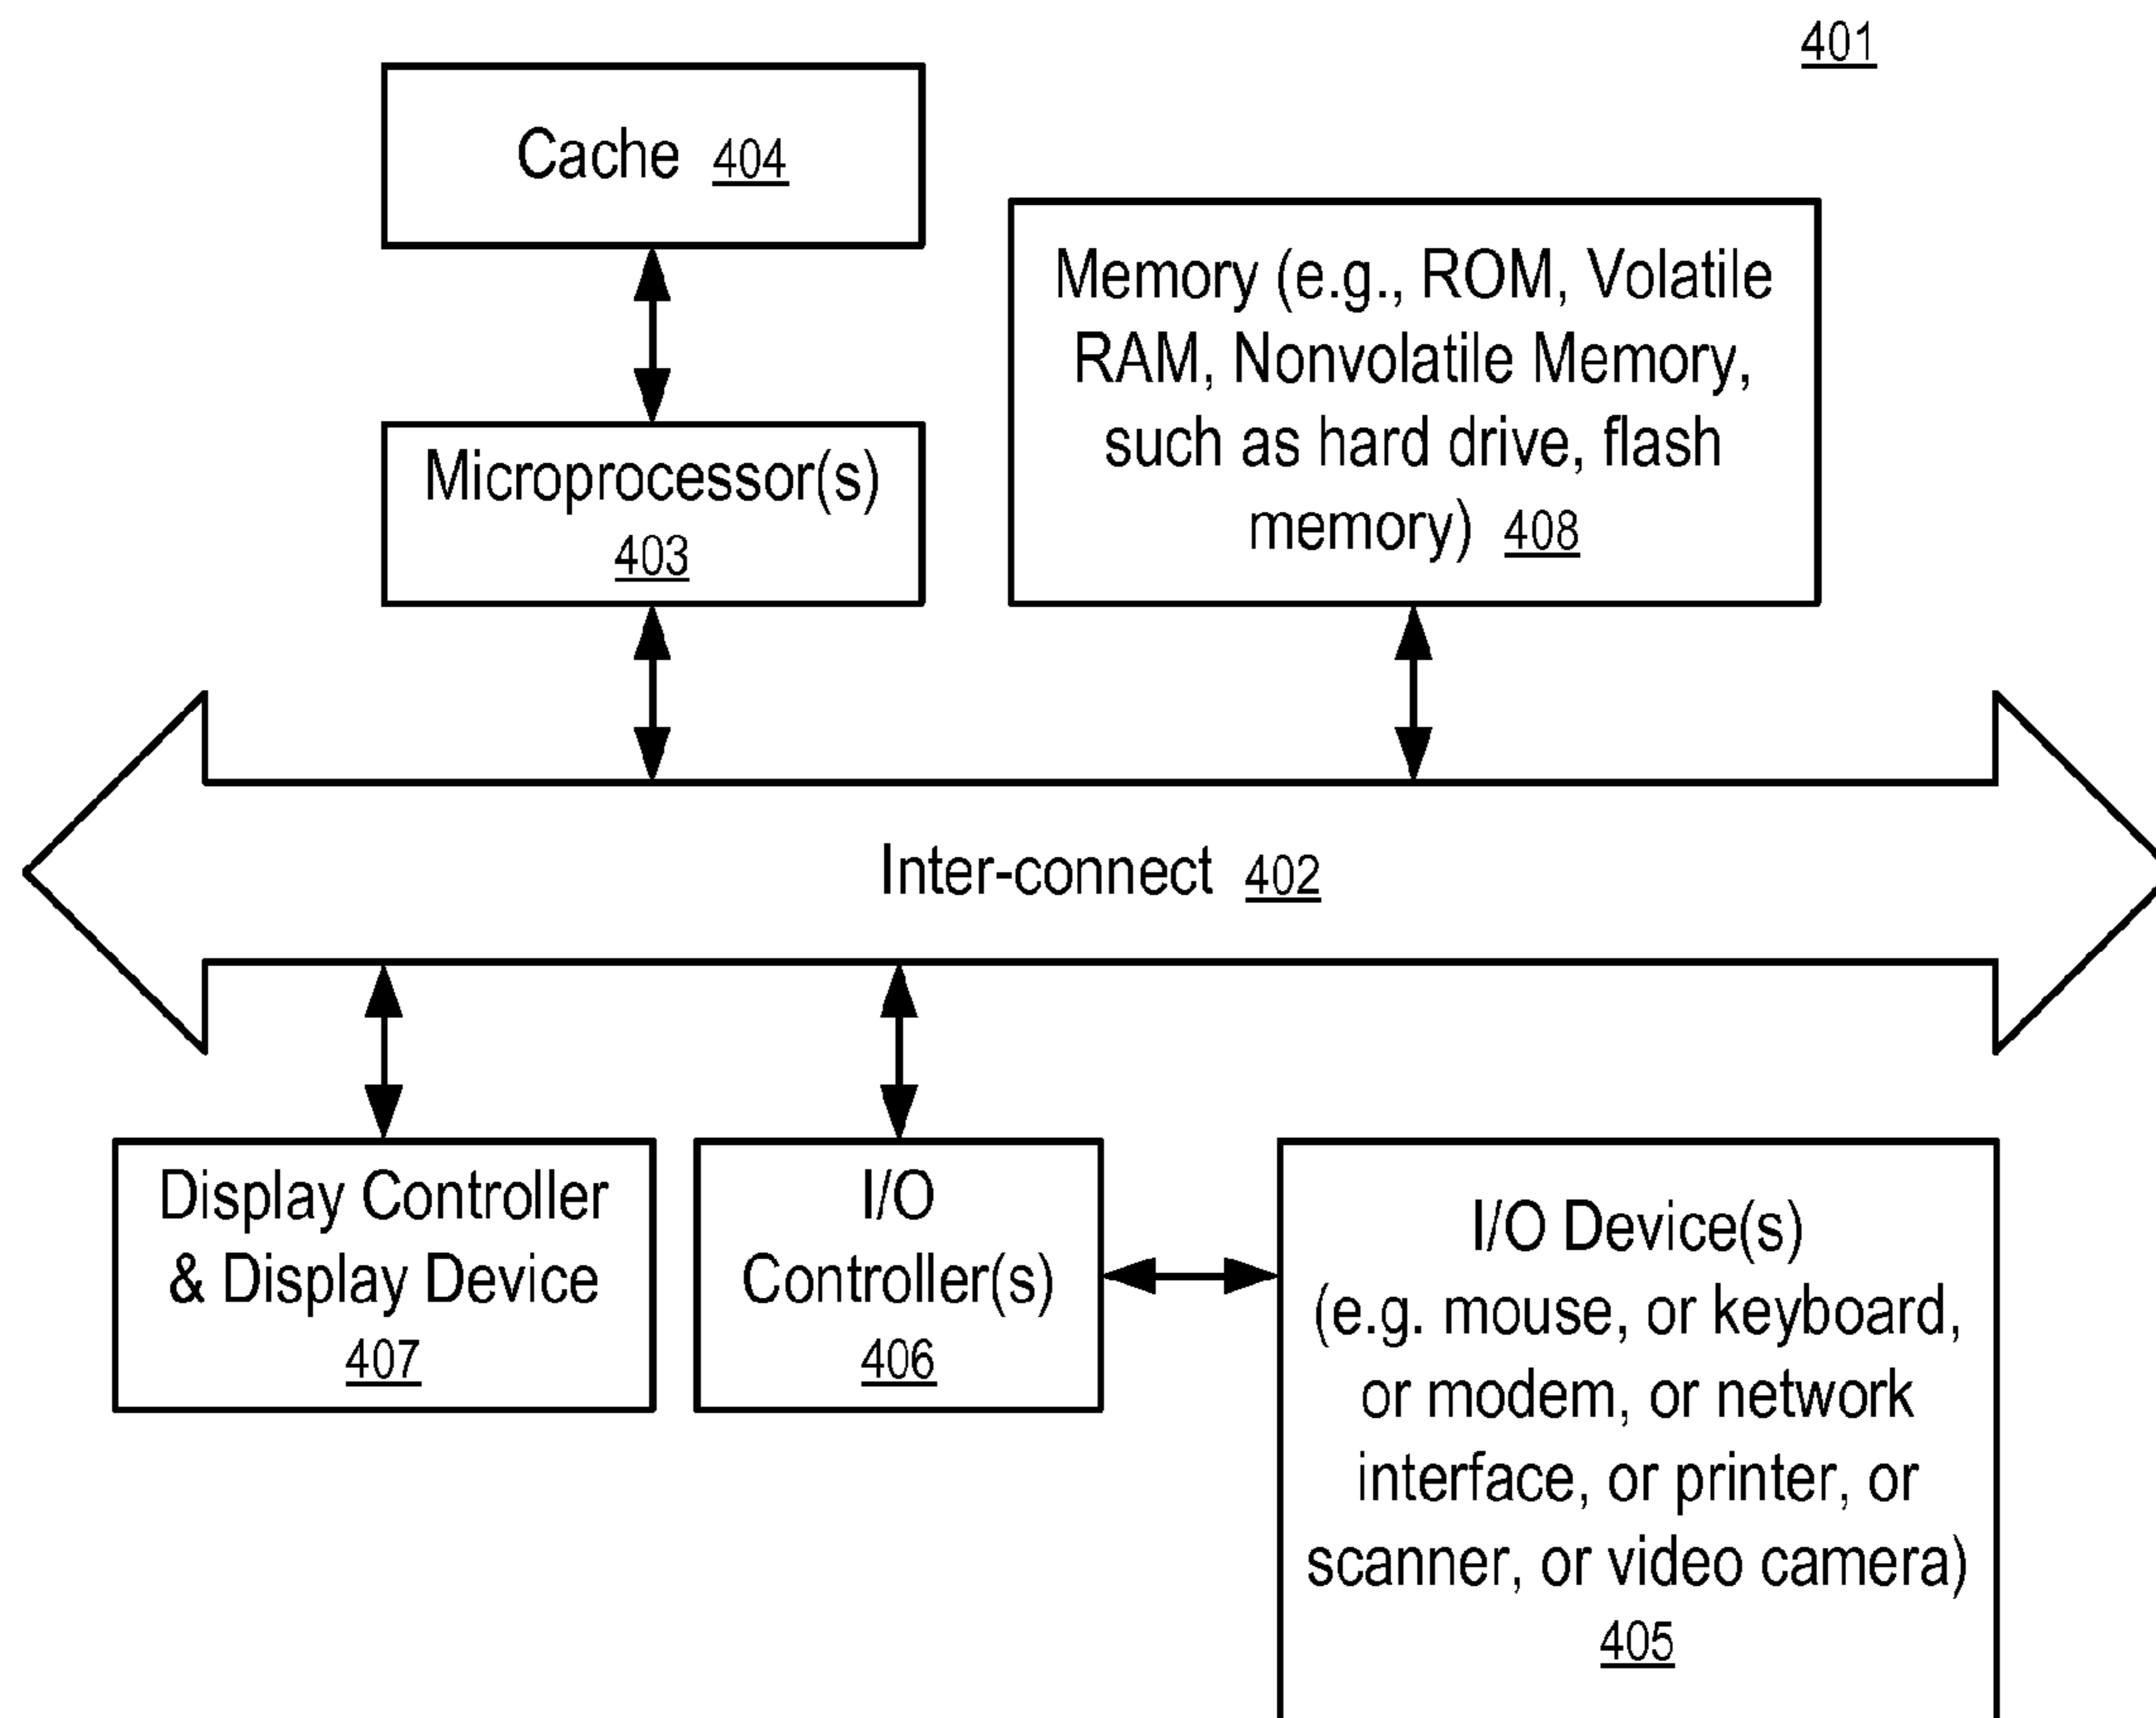 401
Cache 404
Memory (e.g., ROM, Volatile
RAM, Nonvolatile Memory,
such as hard drive, flash
memory) 408
Microprocessor(s)
403
Inter-connect 402
Display Controller
& Display Device
407
I/O
Controller(s)
406
I/O Device(s)
(e.g. mouse, or keyboard,
or modem, or network
interface, or printer, or
scanner, or video camera)
405